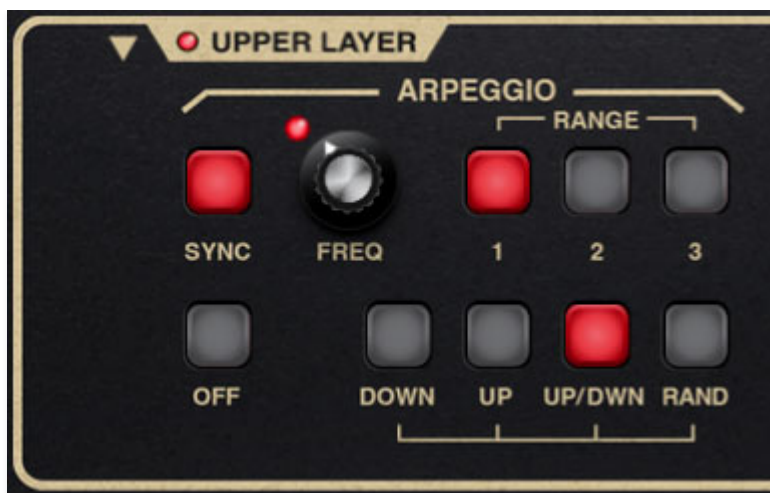 UPPER LAYER
ARPEGGIO
RANGE
SYNC FREQ 1 2 3
OFF DOWN UP UP/DWN RAND